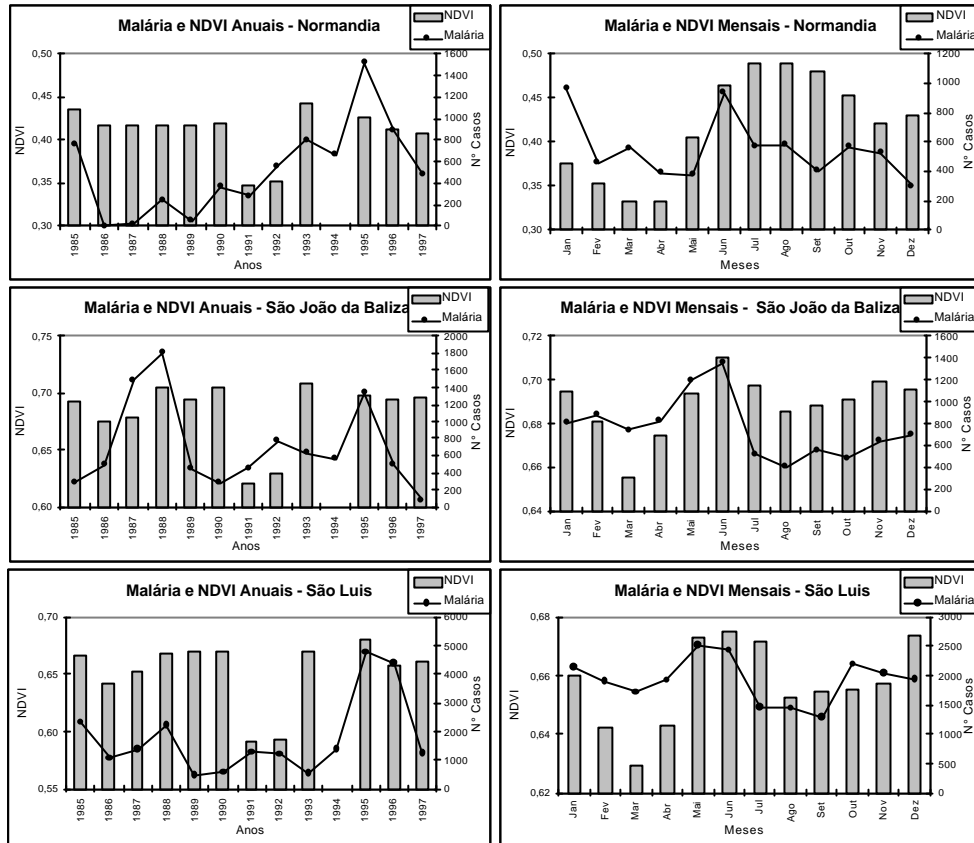 Malária e NDVI Anuais - Normandia
NDVI
Malária
0,50
0,45
0,40
0,35
0,30
NDVI
1600
1400
1200
1000
800
600
400
200
0
N° Casos
1985 1986 1987 1988 1989 1990 1991 1992 1993 1994 1995 1996 1997
Anos
Malária e NDVI Mensais - Normandia
NDVI
Malária
0,50
0,45
0,40
0,35
0,30
NDVI
1200
1000
800
600
400
200
0
N° Casos
Jan Fev Mar Abr Mai Jun Jul Ago Set Out Nov Dez
Meses
Malária e NDVI Anuais - São João da Baliza
NDVI
Malária
0,75
0,70
0,65
0,60
NDVI
2000
1800
1600
1400
1200
1000
800
600
400
200
0
N° Casos
1985 1986 1987 1988 1989 1990 1991 1992 1993 1994 1995 1996 1997
Anos
Malária e NDVI Mensais - São João da Baliza
NDVI
Malária
0,72
0,70
0,68
0,66
0,64
NDVI
1600
1400
1200
1000
800
600
400
200
0
N° Casos
Jan Fev Mar Abr Mai Jun Jul Ago Set Out Nov Dez
Meses
Malária e NDVI Anuais - São Luis
NDVI
Malária
0,70
0,65
0,60
0,55
NDVI
6000
5000
4000
3000
2000
1000
0
N° Casos
1985 1986 1987 1988 1989 1990 1991 1992 1993 1994 1995 1996 1997
Anos
Malária e NDVI Mensais - São Luis
NDVI
Malária
0,68
0,66
0,64
0,62
NDVI
3000
2500
2000
1500
1000
500
0
N° Casos
Jan Fev Mar Abr Mai Jun Jul Ago Set Out Nov Dez
Meses